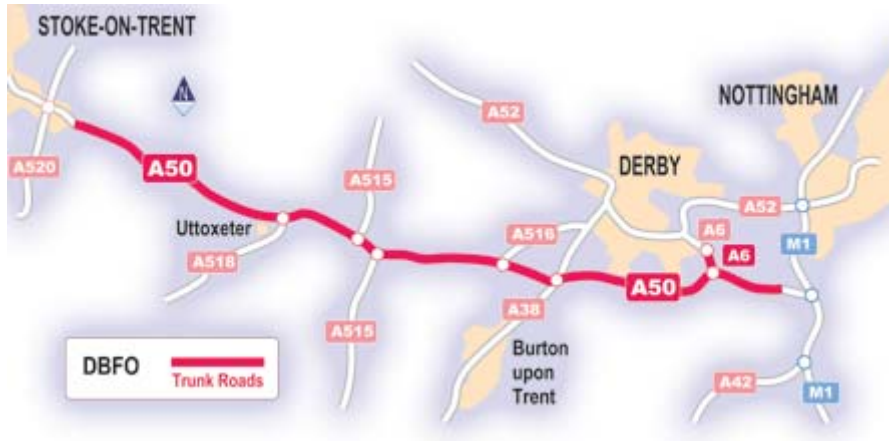 STOKE-ON-TRENT
N
A52
NOTTINGHAM
A520
A50
A515
DERBY
Uttoxeter
A518
A516
A52
A6
A6
M1
A50
A38
A515
DBFO
Trunk Roads
Burton
upon
Trent
A42
M1